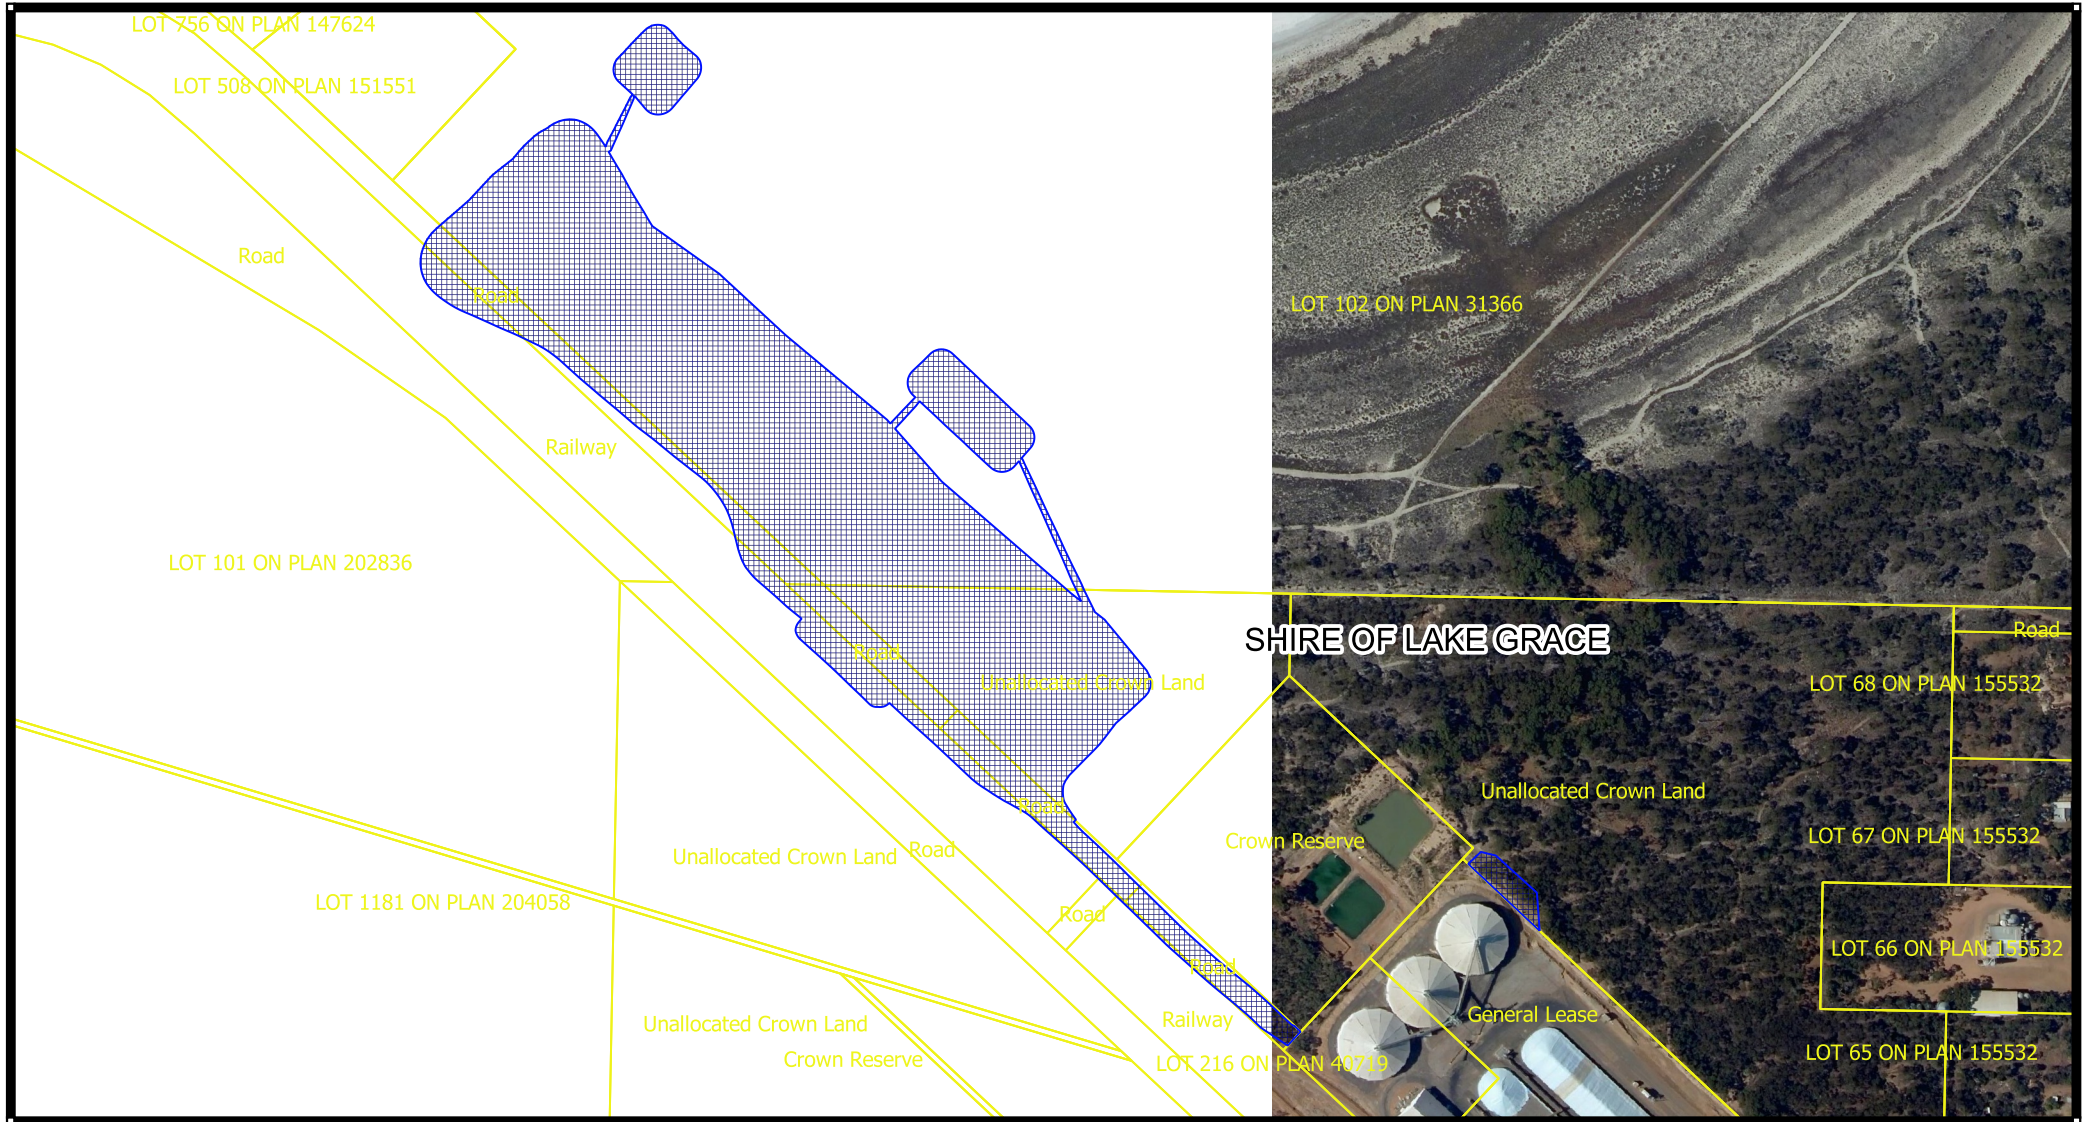 LOT 756 ON PLAN 147624
LOT 508 ON PLAN 151551
Road
Road
LOT 102 ON PLAN 31366
Railway
LOT 101 ON PLAN 202836
SHIRE OF LAKE GRACE
Road
Road
Unallocated Crown Land
LOT 68 ON PLAN 155532
Unallocated Crown Land
Road
LOT 67 ON PLAN 155532
Crown Reserve
Unallocated Crown Land
Road
LOT 1181 ON PLAN 204058
Road
LOT 66 ON PLAN 155532
Road
General Lease
Railway
Unallocated Crown Land
LOT 65 ON PLAN 155532
Crown Reserve
LOT 216 ON PLAN 40719